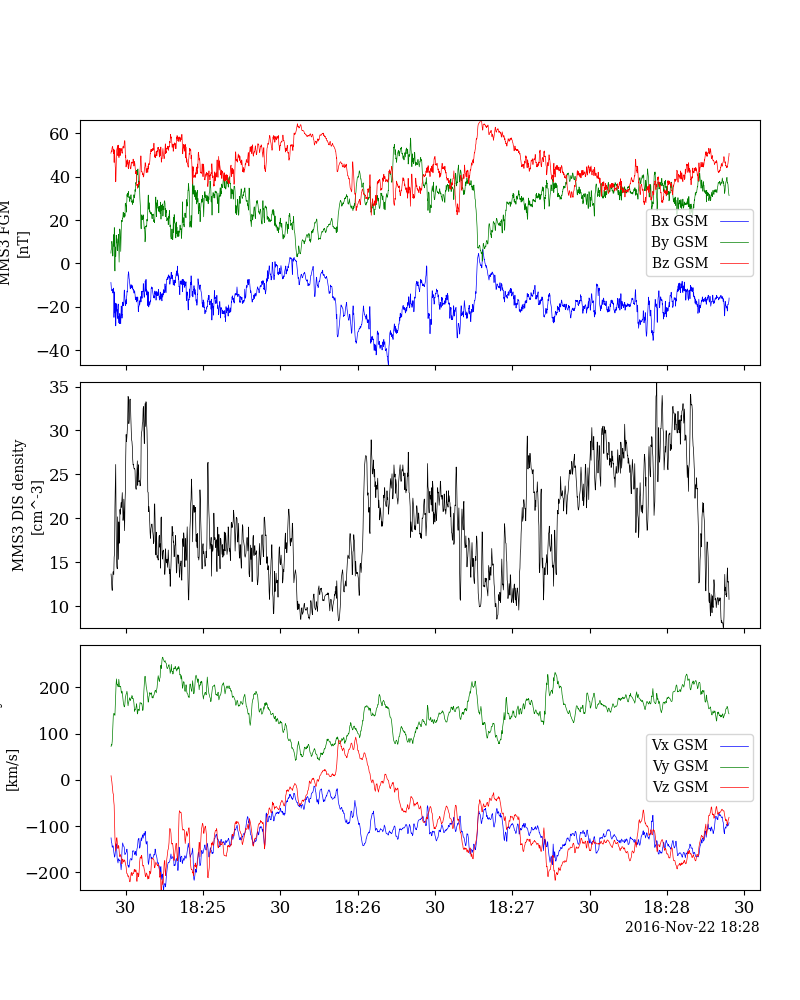 60
40
20
0
−20
−40
MMS3 FGM
[nT]
Bx GSM
By GSM
Bz GSM
35
30
25
20
15
10
MMS3 DIS density
[cm^-3]
200
100
0
−100
−200
[km/s]
Vx GSM
Vy GSM
Vz GSM
30 18:25 30 18:26 30 18:27 30 18:28 30
2016-Nov-22 18:28